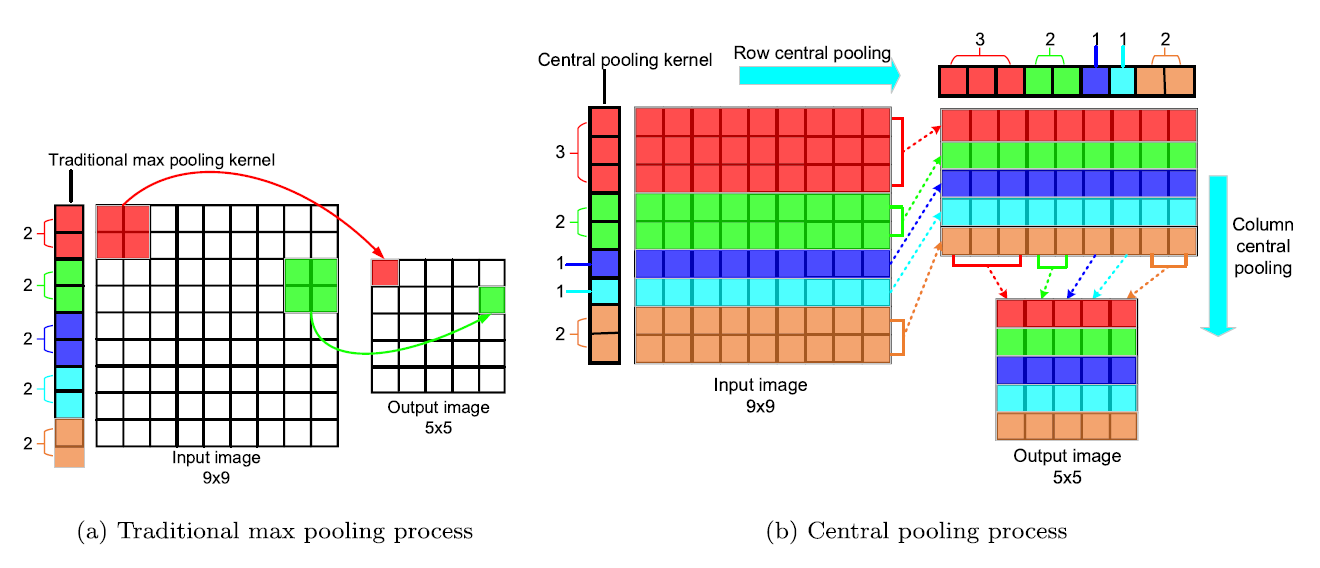 Traditional max pooling kernel
2
2
2
2
2
Input image
9x9
Output image
5x5
(a) Traditional max pooling process
Central pooling kernel
Row central pooling
3
2
1
1
2
3
2
1
1
2
Input image
9x9
Column
central
pooling
Output image
5x5
(b) Central pooling process